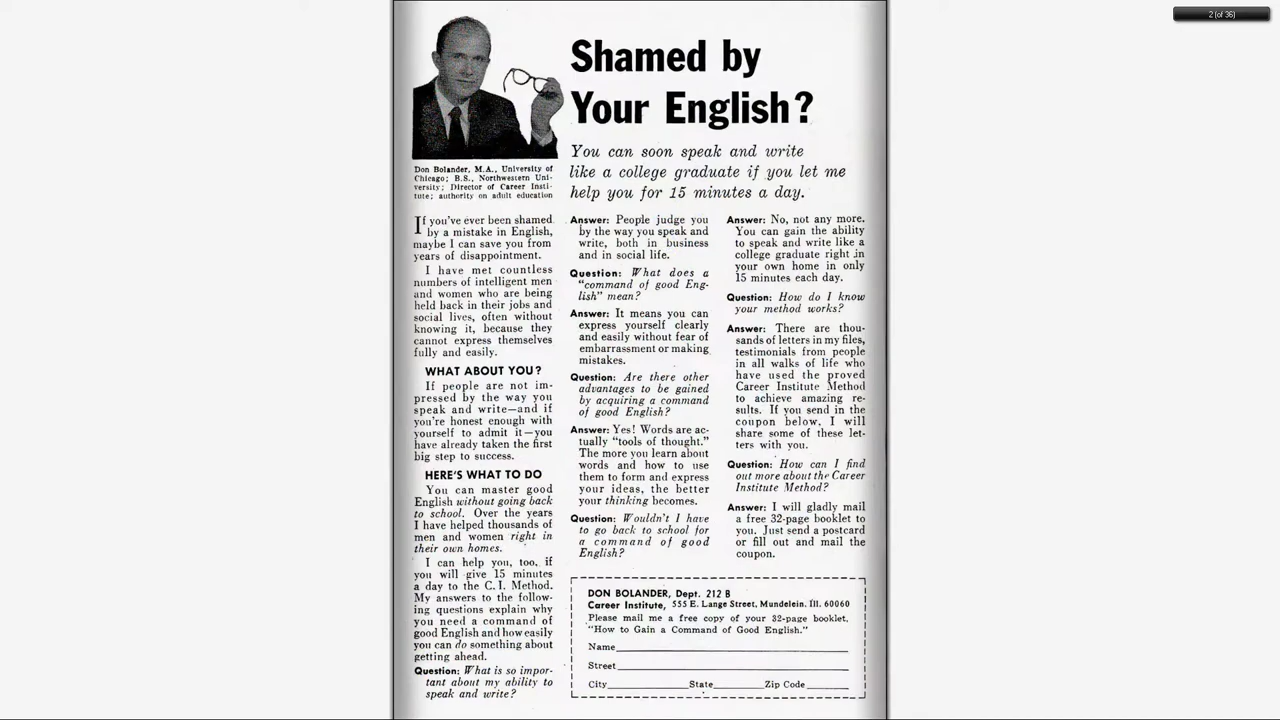 2 (of 36)
Shamed by
Your English?
You can soon speak and write
like a college graduate if you let me
help you for 15 minutes a day.
Don Bolander, M.A., University of
Chicago; B.S., Northwestern Uni-
versity; Director of Career Insti-
tute; authority on adult education
If you've ever been shamed
by a mistake in English,
maybe I can save you from
years of disappointment.
I have met countless
numbers of intelligent men
and women who are being
held back in their jobs and
social lives, often without
knowing it, because they
cannot express themselves
fully and easily.
WHAT ABOUT YOU?
If people are not im-
pressed by the way you
speak and write—and if
you're honest enough with
yourself to admit it—you
have already taken the first
big step to success.
HERE'S WHAT TO DO
You can master good
English without going back
to school. Over the years
I have helped thousands of
men and women right in
their own homes.
I can help you, too, if
you will give 15 minutes
a day to the C. I. Method.
My answers to the follow-
ing questions explain why
you need a command of
good English and how easily
you can do something about
getting ahead.
Question: What is so impor-
tant about my ability to
speak and write?
Answer: People judge you
by the way you speak and
write, both in business
and in social life.
Question: What does a
"command of good Eng-
lish" mean?
Answer: It means you can
express yourself clearly
and easily without fear of
embarrassment or making
mistakes.
Question: Are there other
advantages to be gained
by acquiring a command
of good English?
Answer: Yes! Words are ac-
tually "tools of thought."
The more you learn about
words and how to use
them to form and express
your ideas, the better
your thinking becomes.
Question: Wouldn't I have
to go back to school for
a command of good
English?
Answer: No, not any more.
You can gain the ability
to speak and write like a
college graduate right in
your own home in only
15 minutes each day.
Question: How do I know
your method works?
Answer: There are thou-
sands of letters in my files,
testimonials from people
in all walks of life who
have used the proved
Career Institute Method
to achieve amazing re-
sults. If you send in the
coupon below, I will
share some of these let-
ters with you.
Question: How can I find
out more about the Career
Institute Method?
Answer: I will gladly mail
a free 32-page booklet to
you. Just send a postcard
or fill out and mail the
coupon.
DON BOLANDER, Dept. 212 B
Career Institute, 555 E. Lange Street, Mundelein, Ill. 60060
Please mail me a free copy of your 32-page booklet,
"How to Gain a Command of Good English."
Name
Street
City State Zip Code